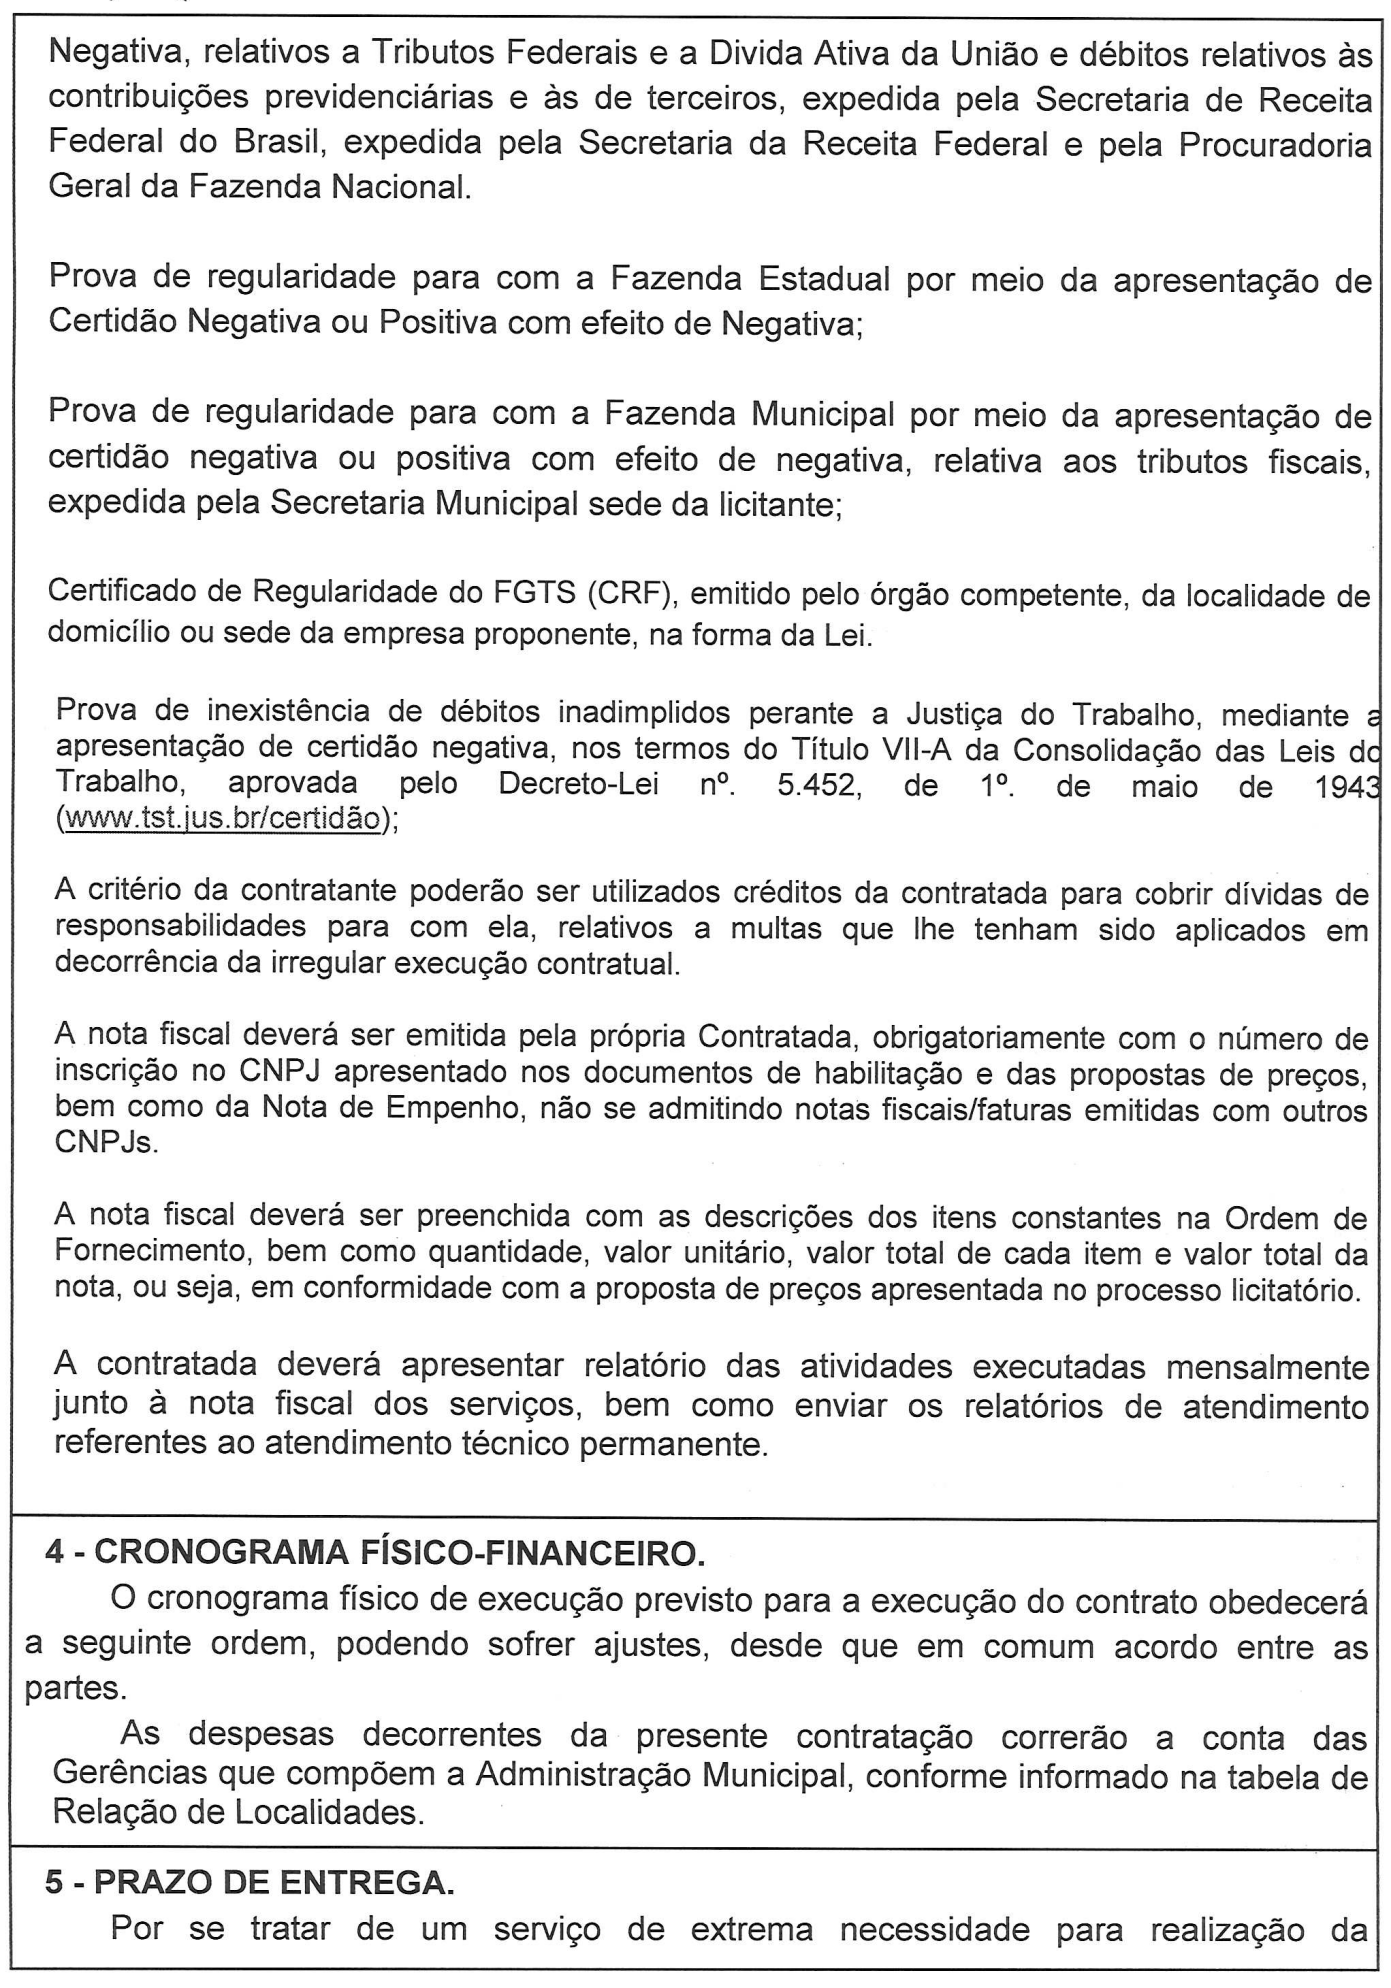 Negativa, relativos a Tributos Federais e a Divida Ativa da União e débitos relativos às
contribuições previdenciárias e às de terceiros, expedida pela Secretaria de Receita
Federal do Brasil, expedida pela Secretaria da Receita Federal e pela Procuradoria
Geral da Fazenda Nacional.
Prova de regularidade para com a Fazenda Estadual por meio da apresentação de
Certidão Negativa ou Positiva com efeito de Negativa;
Prova de regularidade para com a Fazenda Municipal por meio da apresentação de
certidão negativa ou positiva com efeito de negativa, relativa aos tributos fiscais,
expedida pela Secretaria Municipal sede da licitante;
Certificado de Regularidade do FGTS (CRF), emitido pelo órgão competente, da localidade de
domicílio ou sede da empresa proponente, na forma da Lei.
Prova de inexistência de débitos inadimplidos perante a Justiça do Trabalho, mediante a
apresentação de certidão negativa, nos termos do Título VII-A da Consolidação das Leis do
Trabalho, aprovada pelo Decreto-Lei nº. 5.452, de 1º. de maio de 1943
(www.tst.jus.br/certidão);
A critério da contratante poderão ser utilizados créditos da contratada para cobrir dívidas de
responsabilidades para com ela, relativos a multas que lhe tenham sido aplicados em
decorrência da irregular execução contratual.
A nota fiscal deverá ser emitida pela própria Contratada, obrigatoriamente com o número de
inscrição no CNPJ apresentado nos documentos de habilitação e das propostas de preços,
bem como da Nota de Empenho, não se admitindo notas fiscais/faturas emitidas com outros
CNPJs.
A nota fiscal deverá ser preenchida com as descrições dos itens constantes na Ordem de
Fornecimento, bem como quantidade, valor unitário, valor total de cada item e valor total da
nota, ou seja, em conformidade com a proposta de preços apresentada no processo licitatório.
A contratada deverá apresentar relatório das atividades executadas mensalmente
junto à nota fiscal dos serviços, bem como enviar os relatórios de atendimento
referentes ao atendimento técnico permanente.
4 - CRONOGRAMA FÍSICO-FINANCEIRO.
O cronograma físico de execução previsto para a execução do contrato obedecerá
a seguinte ordem, podendo sofrer ajustes, desde que em comum acordo entre as
partes.
As despesas decorrentes da presente contratação correrão a conta das
Gerências que compõem a Administração Municipal, conforme informado na tabela de
Relação de Localidades.
5 - PRAZO DE ENTREGA.
Por se tratar de um serviço de extrema necessidade para realização da